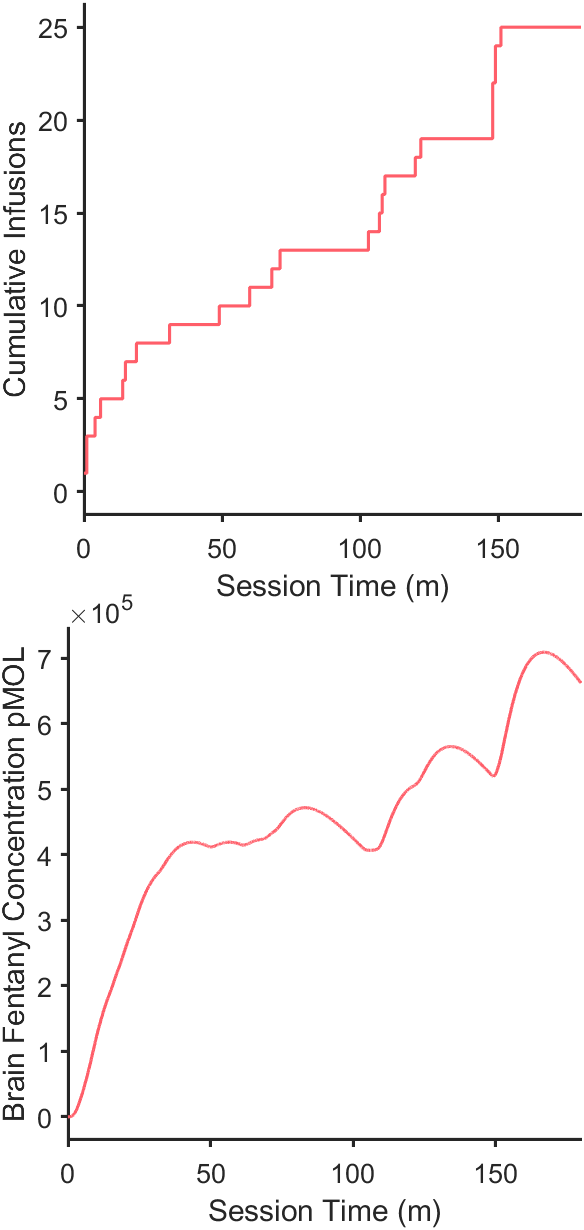 25
20
15
10
5
0
0 50 100 150
Cumulative Infusions
Session Time (m)
×10⁵
7
6
5
4
3
2
1
0
0 50 100 150
Brain Fentanyl Concentration pMOL
Session Time (m)